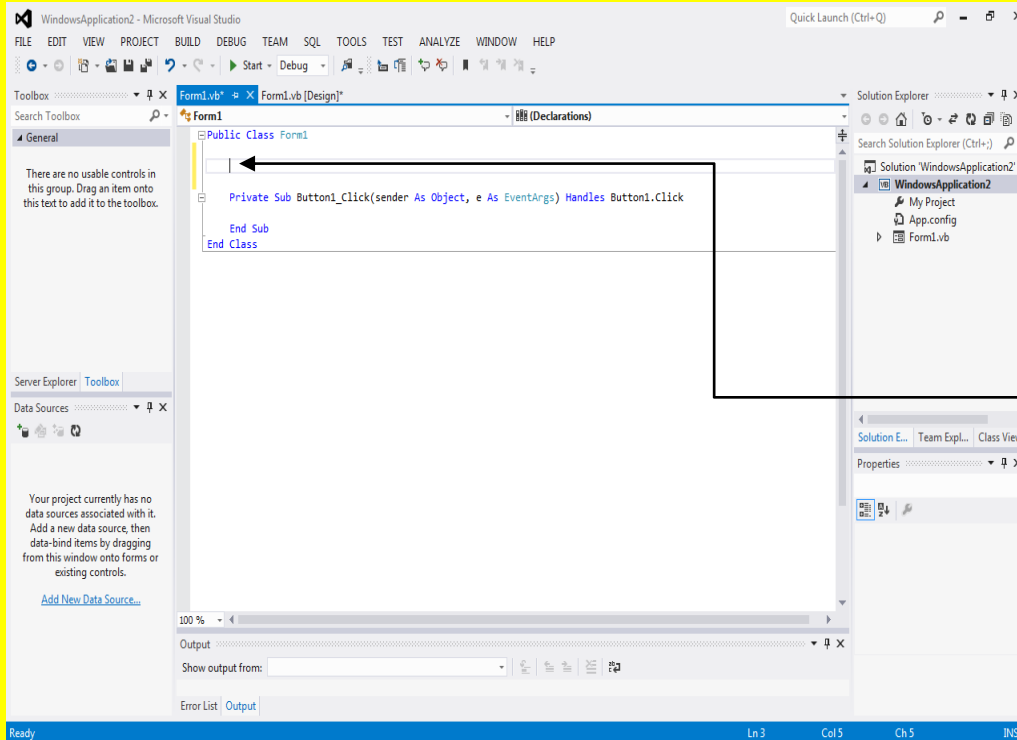 WindowsApplication2 - Microsoft Visual Studio
Quick Launch (Ctrl+Q)
FILE EDIT VIEW PROJECT BUILD DEBUG TEAM SQL TOOLS TEST ANALYZE WINDOW HELP
Start Debug
Toolbox
Search Toolbox
General
There are no usable controls in
this group. Drag an item onto
this text to add it to the toolbox.
Server Explorer Toolbox
Data Sources
Your project currently has no
data sources associated with it.
Add a new data source, then
data-bind items by dragging
from this window onto forms or
existing controls.
Add New Data Source...
Form1.vb* Form1.vb [Design]*
Form1 (Declarations)
Public Class Form1
Private Sub Button1_Click(sender As Object, e As EventArgs) Handles Button1.Click
End Sub
End Class
100 %
Output
Show output from:
Error List Output
Solution Explorer
Search Solution Explorer (Ctrl+;)
Solution 'WindowsApplication2'
WindowsApplication2
My Project
App.config
Form1.vb
Solution E... Team Expl... Class View
Properties
Ready Ln 3 Col 5 Ch 5 INS